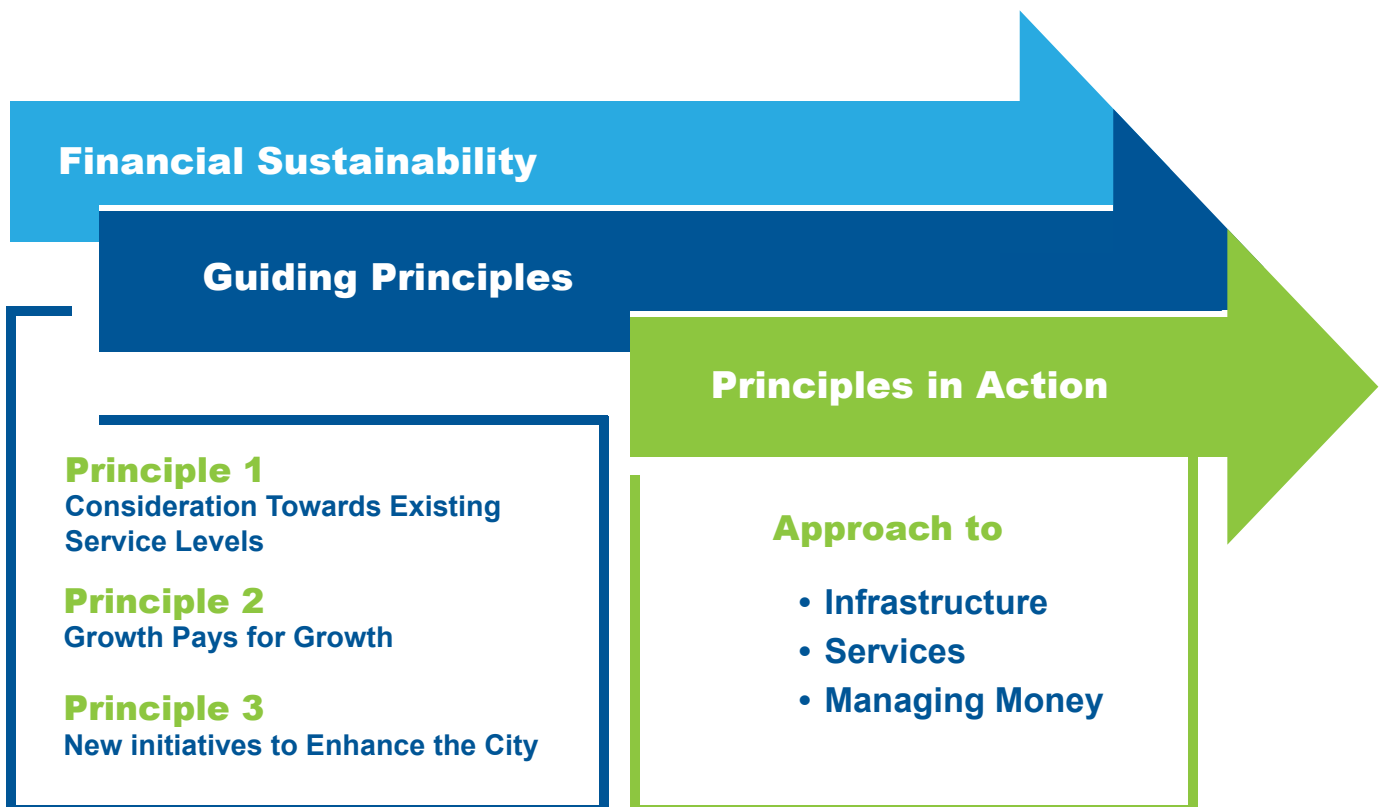 Financial Sustainability
Guiding Principles
Principles in Action
Principle 1
Consideration Towards Existing
Service Levels
Principle 2
Growth Pays for Growth
Principle 3
New initiatives to Enhance the City
Approach to
• Infrastructure
• Services
• Managing Money